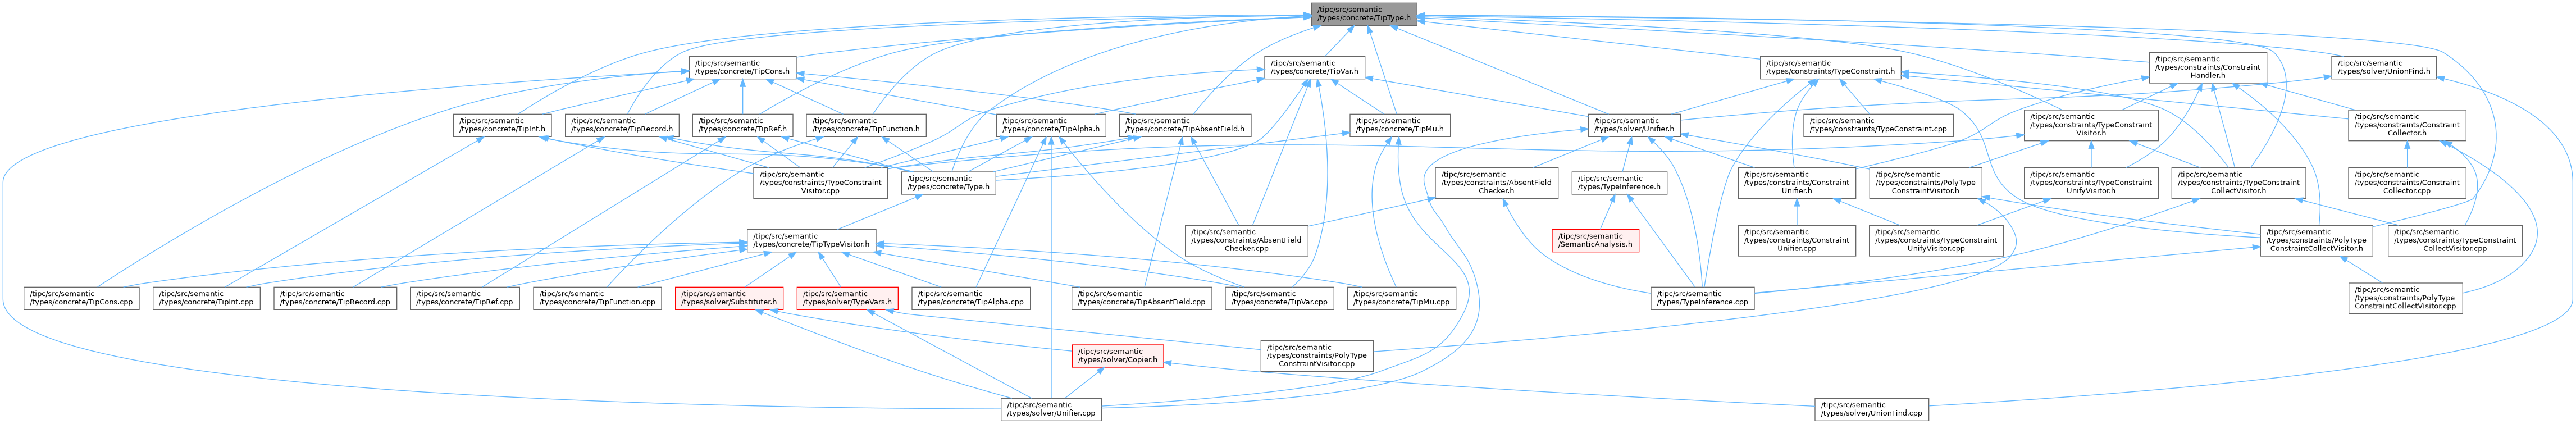 /tipc/src/semantic
/types/concrete/TipType.h
/tipc/src/semantic
/types/concrete/TipCons.h
/tipc/src/semantic
/types/concrete/TipVar.h
/tipc/src/semantic
/types/constraints/TypeConstraint.h
/tipc/src/semantic
/types/constraints/Constraint
Handler.h
/tipc/src/semantic
/types/solver/UnionFind.h
/tipc/src/semantic
/types/concrete/TipInt.h
/tipc/src/semantic
/types/concrete/TipRecord.h
/tipc/src/semantic
/types/concrete/TipRef.h
/tipc/src/semantic
/types/concrete/TipFunction.h
/tipc/src/semantic
/types/concrete/TipAlpha.h
/tipc/src/semantic
/types/concrete/TipAbsentField.h
/tipc/src/semantic
/types/concrete/TipMu.h
/tipc/src/semantic
/types/solver/Unifier.h
/tipc/src/semantic
/types/constraints/TypeConstraint.cpp
/tipc/src/semantic
/types/constraints/TypeConstraint
Visitor.h
/tipc/src/semantic
/types/constraints/Constraint
Collector.h
/tipc/src/semantic
/types/constraints/TypeConstraint
Visitor.cpp
/tipc/src/semantic
/types/concrete/Type.h
/tipc/src/semantic
/types/constraints/AbsentField
Checker.h
/tipc/src/semantic
/types/TypeInference.h
/tipc/src/semantic
/types/constraints/Constraint
Unifier.h
/tipc/src/semantic
/types/constraints/PolyType
ConstraintVisitor.h
/tipc/src/semantic
/types/constraints/TypeConstraint
UnifyVisitor.h
/tipc/src/semantic
/types/constraints/TypeConstraint
CollectVisitor.h
/tipc/src/semantic
/types/constraints/Constraint
Collector.cpp
/tipc/src/semantic
/types/concrete/TipTypeVisitor.h
/tipc/src/semantic
/types/constraints/AbsentField
Checker.cpp
/tipc/src/semantic
/SemanticAnalysis.h
/tipc/src/semantic
/types/constraints/Constraint
Unifier.cpp
/tipc/src/semantic
/types/constraints/TypeConstraint
UnifyVisitor.cpp
/tipc/src/semantic
/types/constraints/PolyType
ConstraintCollectVisitor.h
/tipc/src/semantic
/types/constraints/TypeConstraint
CollectVisitor.cpp
/tipc/src/semantic
/types/concrete/TipCons.cpp
/tipc/src/semantic
/types/concrete/TipInt.cpp
/tipc/src/semantic
/types/concrete/TipRecord.cpp
/tipc/src/semantic
/types/concrete/TipRef.cpp
/tipc/src/semantic
/types/concrete/TipFunction.cpp
/tipc/src/semantic
/types/solver/Substituter.h
/tipc/src/semantic
/types/solver/TypeVars.h
/tipc/src/semantic
/types/concrete/TipAlpha.cpp
/tipc/src/semantic
/types/concrete/TipAbsentField.cpp
/tipc/src/semantic
/types/concrete/TipVar.cpp
/tipc/src/semantic
/types/concrete/TipMu.cpp
/tipc/src/semantic
/types/TypeInference.cpp
/tipc/src/semantic
/types/constraints/PolyType
ConstraintCollectVisitor.cpp
/tipc/src/semantic
/types/solver/Copier.h
/tipc/src/semantic
/types/constraints/PolyType
ConstraintVisitor.cpp
/tipc/src/semantic
/types/solver/Unifier.cpp
/tipc/src/semantic
/types/solver/UnionFind.cpp